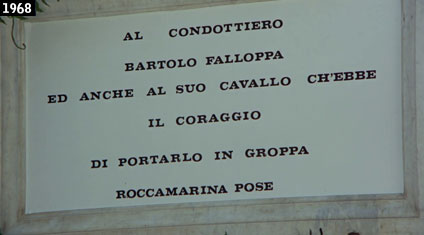 1968
AL CONDOTTIERO
BARTOLO FALLOPPA
ED ANCHE AL SUO CAVALLO CH'EBBE
IL CORAGGIO
DI PORTARLO IN GROPPA
ROCCAMARINA POSE